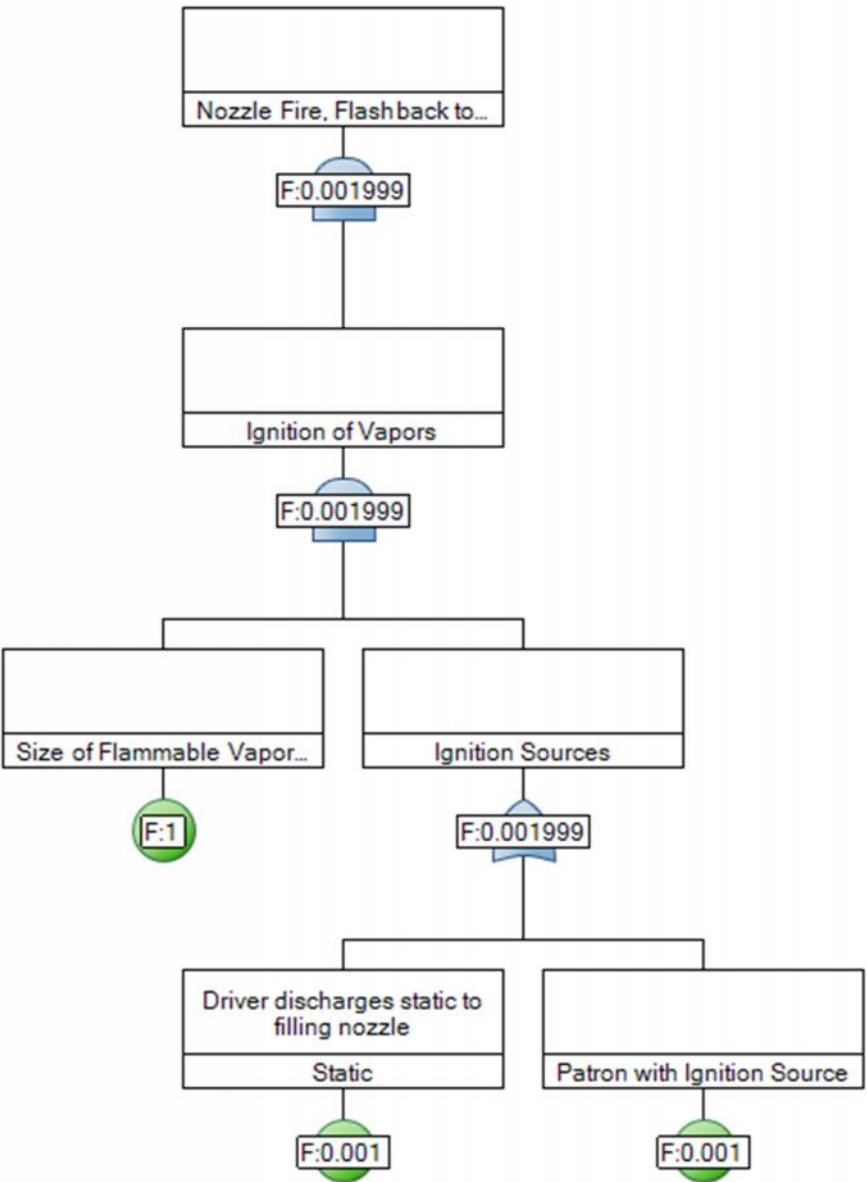 Nozzle Fire, Flashback to...
F:0.001999
Ignition of Vapors
F:0.001999
Size of Flammable Vapor...
Ignition Sources
F:1
F:0.001999
Driver discharges static to
filling nozzle
Static
Patron with Ignition Source
F:0.001
F:0.001